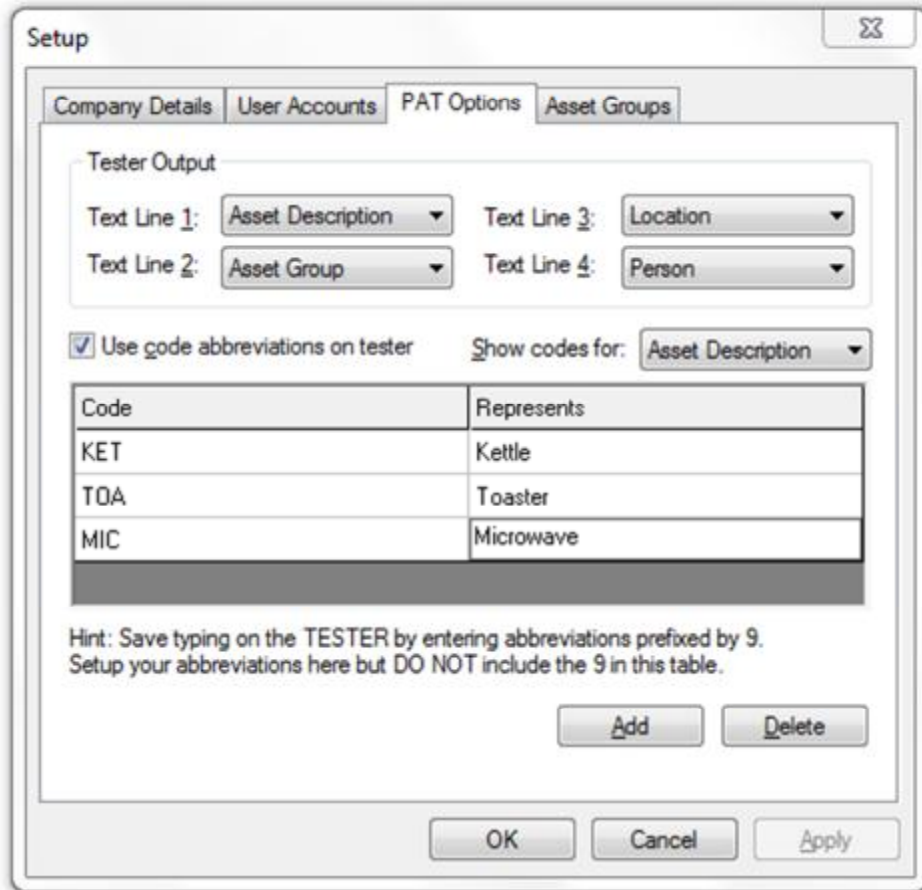 Setup
Company Details User Accounts PAT Options Asset Groups
Tester Output
Text Line 1: Asset Description Text Line 3: Location
Text Line 2: Asset Group Text Line 4: Person
Use code abbreviations on tester Show codes for: Asset Description
Code Represents
KET Kettle
TOA Toaster
MIC Microwave
Hint: Save typing on the TESTER by entering abbreviations prefixed by 9.
Setup your abbreviations here but DO NOT include the 9 in this table.
Add Delete
OK Cancel Apply